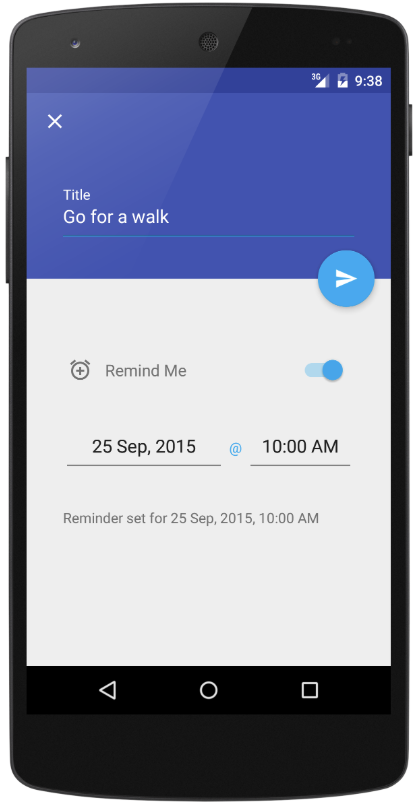 3G 9:38
Title
Go for a walk
Remind Me
25 Sep, 2015 @ 10:00 AM
Reminder set for 25 Sep, 2015, 10:00 AM